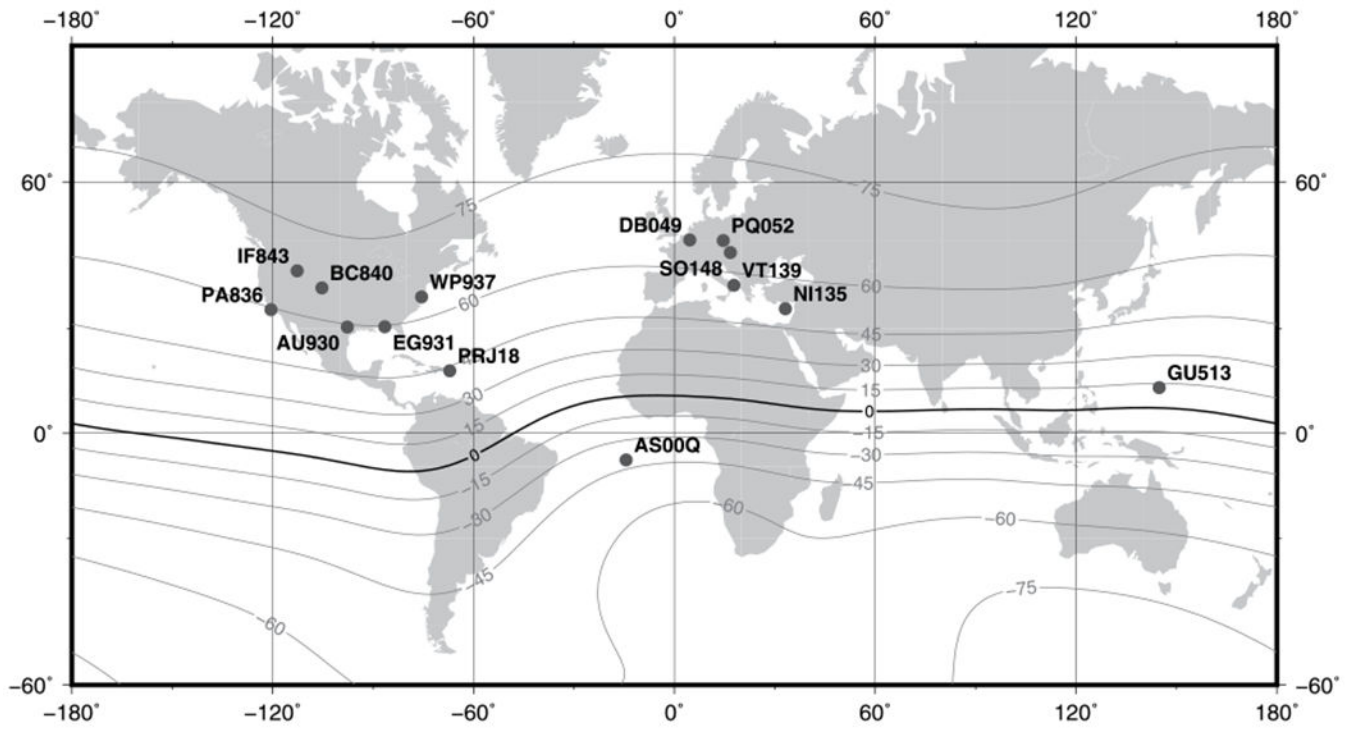 −180˚ −120˚ −60˚ 0˚ 60˚ 120˚ 180˚
60˚ 75 75 60˚
DB049 PQ052
IF843 BC840 SO148 VT139
PA836 WP937 60 60 NI135
AU930 EG931 45
PRJ18 30 GU513
30 15
0˚ 15 0 0˚
0 AS00Q −15
−15 −30
−30 −45
−60 −60
−45 −75
−60
−60˚ −60˚
−180˚ −120˚ −60˚ 0˚ 60˚ 120˚ 180˚